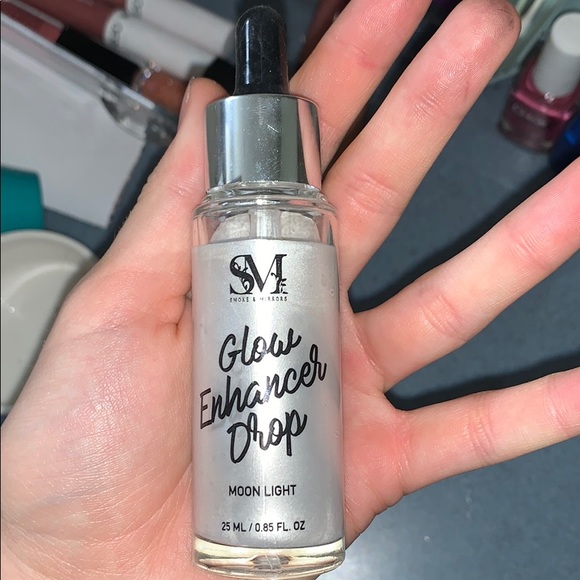 SM
SMOKE & MIRRORS
Glow
Enhancer
Drop
MOON LIGHT
25 ML / 0.85 FL. OZ